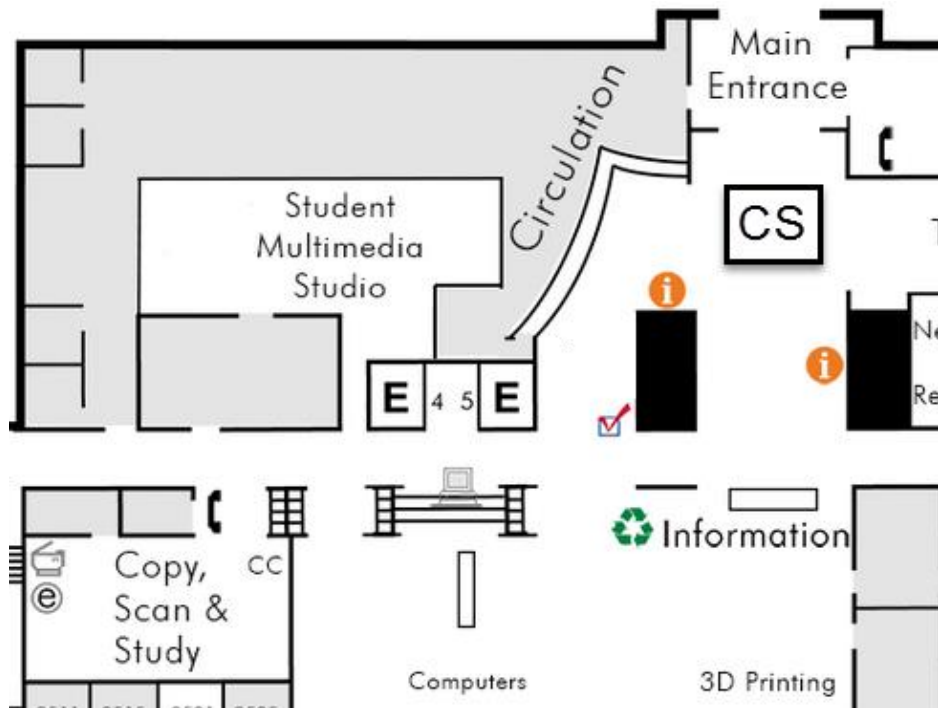 Main
Entrance
Circulation
CS
Student
Multimedia
Studio
i
i
E
4
5
E
Information
e
Copy,
Scan &
Study
CC
Computers
3D Printing